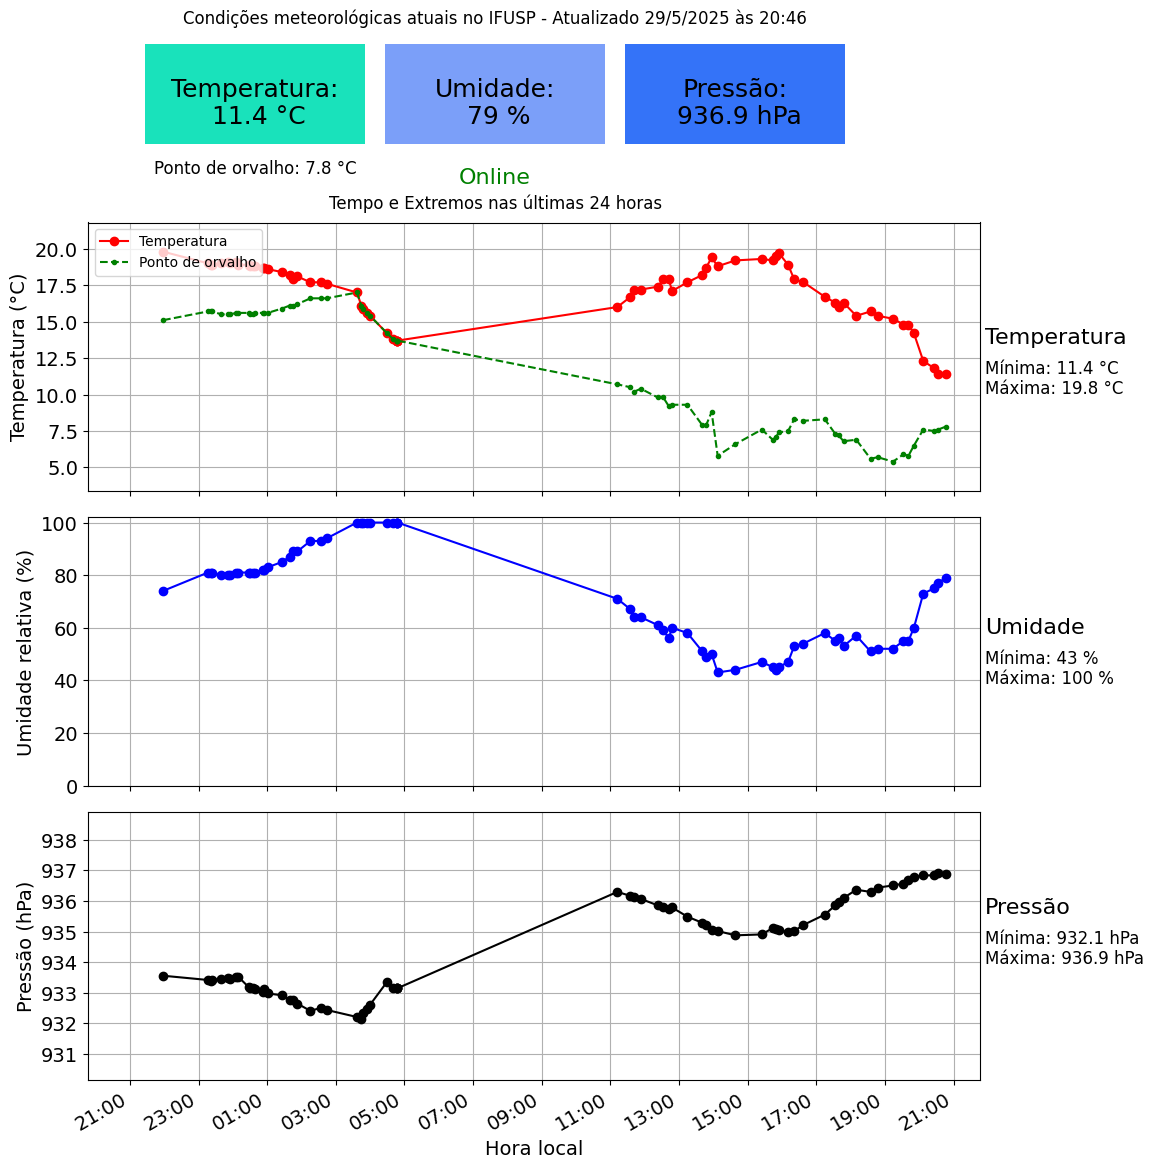 Condições meteorológicas atuais no IFUSP - Atualizado 29/5/2025 às 20:46
Temperatura:
11.4 °C
Umidade:
79 %
Pressão:
936.9 hPa
Ponto de orvalho: 7.8 °C
Online
Tempo e Extremos nas últimas 24 horas
Temperatura
Ponto de orvalho
Temperatura (°C)
20.0
17.5
15.0
12.5
10.0
7.5
5.0
Temperatura
Mínima: 11.4 °C
Máxima: 19.8 °C
Umidade relativa (%)
100
80
60
40
20
0
Umidade
Mínima: 43 %
Máxima: 100 %
Pressão (hPa)
938
937
936
935
934
933
932
931
Pressão
Mínima: 932.1 hPa
Máxima: 936.9 hPa
21:00 23:00 01:00 03:00 05:00 07:00 09:00 11:00 13:00 15:00 17:00 19:00 21:00
Hora local